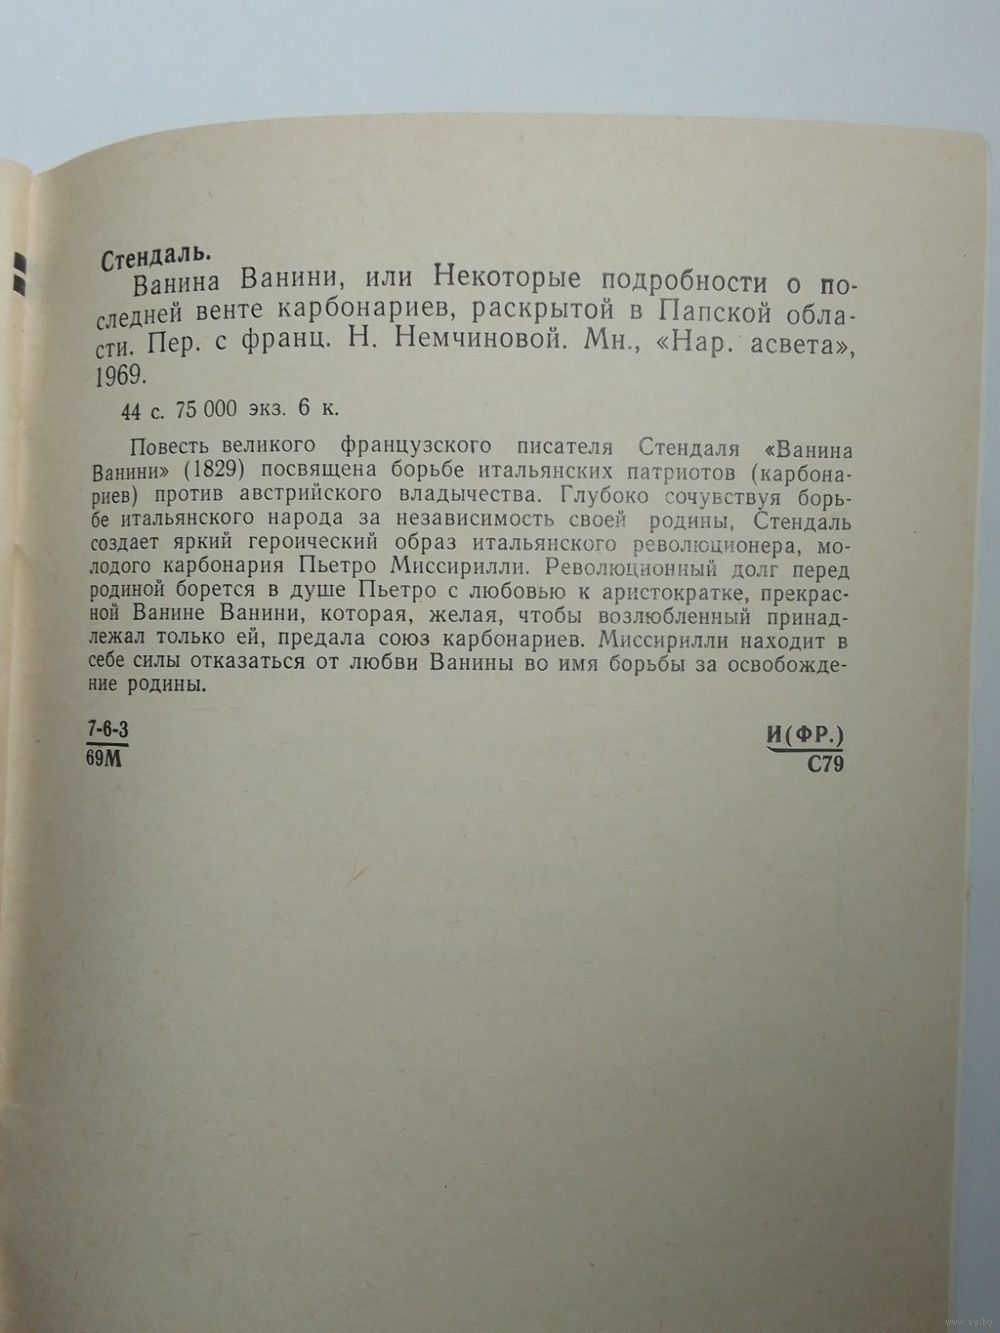 Стендаль.
Ванина Ванини, или Некоторые подробности о по-
следней венте карбонариев, раскрытой в Папской обла-
сти. Пер. с франц. Н. Немчиновой. Мн., «Нар. асвета»,
1969.
44 с. 75 000 экз. 6 к.
Повесть великого французского писателя Стендаля «Ванина
Ванини» (1829) посвящена борьбе итальянских патриотов (карбона-
риев) против австрийского владычества. Глубоко сочувствуя борь-
бе итальянского народа за независимость своей родины, Стендаль
создает яркий героический образ итальянского революционера, мо-
лодого карбонария Пьетро Миссирилли. Революционный долг перед
родиной борется в душе Пьетро с любовью к аристократке, прекрас-
ной Ванине Ванини, которая, желая, чтобы возлюбленный принад-
лежал только ей, предала союз карбонариев. Миссирилли находит в
себе силы отказаться от любви Ванины во имя борьбы за освобожде-
ние родины.
7-6-3
69М
И(ФР.)
С79
www.ay.by